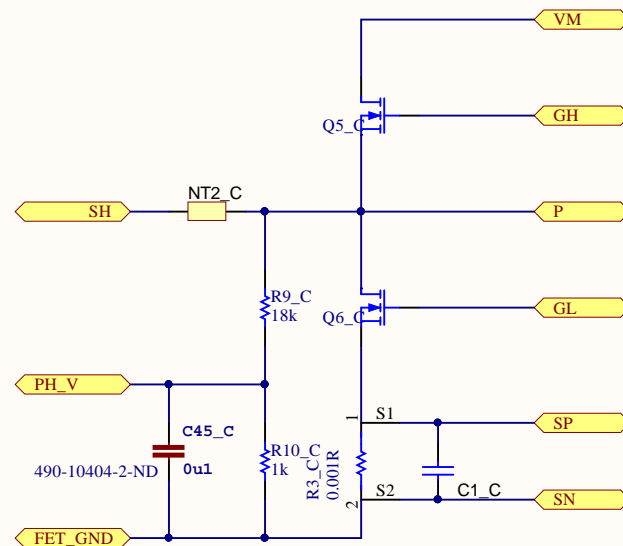 VM
Q5_C
GH
NT2_C
SH
P
R9_C
18k
Q6_C
GL
PH_V
C45_C
490-10404-2-ND
0u1
R10_C
1k
R3_C
0.001R
1
S1
SP
2
S2
C1_C
SN
FET_GND